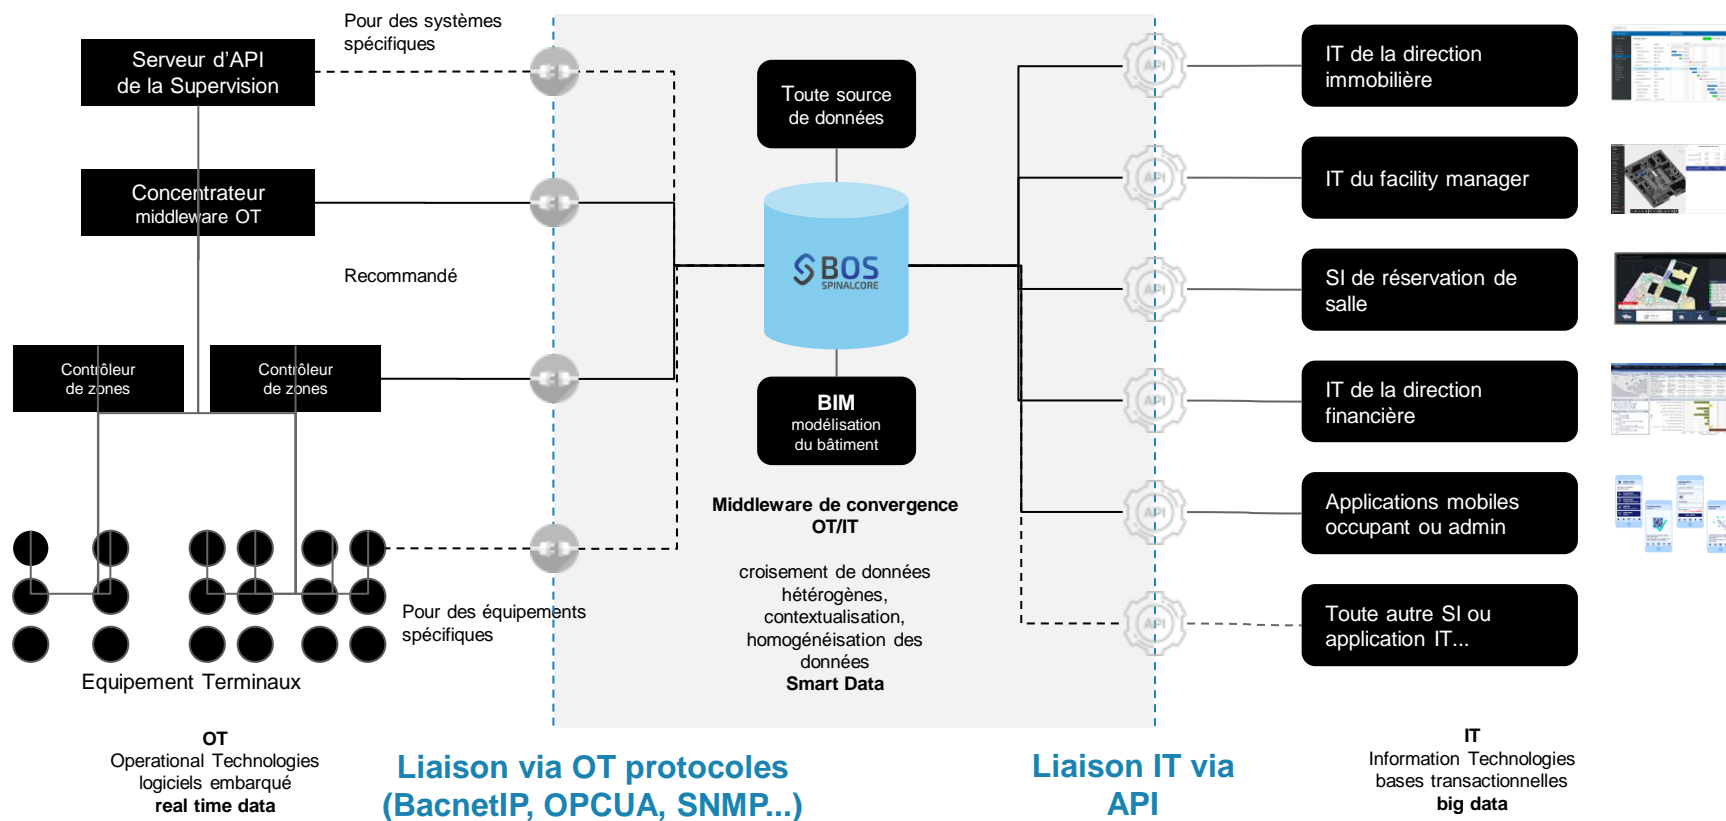 Pour des systèmes
spécifiques
Serveur d'API
de la Supervision
Concentrateur
middleware OT
Recommandé
Contrôleur
de zones
Contrôleur
de zones
Pour des équipements
spécifiques
Equipement Terminaux
OT
Operational Technologies
logiciels embarqué
real time data
Liaison via OT protocoles
(BacnetIP, OPCUA, SNMP...)
Toute source
de données
BOS
SPINALCORE
BIM
modélisation
du bâtiment
Middleware de convergence
OT/IT
croisement de données
hétérogènes,
contextualisation,
homogénéisation des
données
Smart Data
API
API
API
API
API
API
Liaison IT via
API
IT de la direction
immobilière
IT du facility manager
SI de réservation de
salle
IT de la direction
financière
Applications mobiles
occupant ou admin
Toute autre SI ou
application IT...
IT
Information Technologies
bases transactionnelles
big data